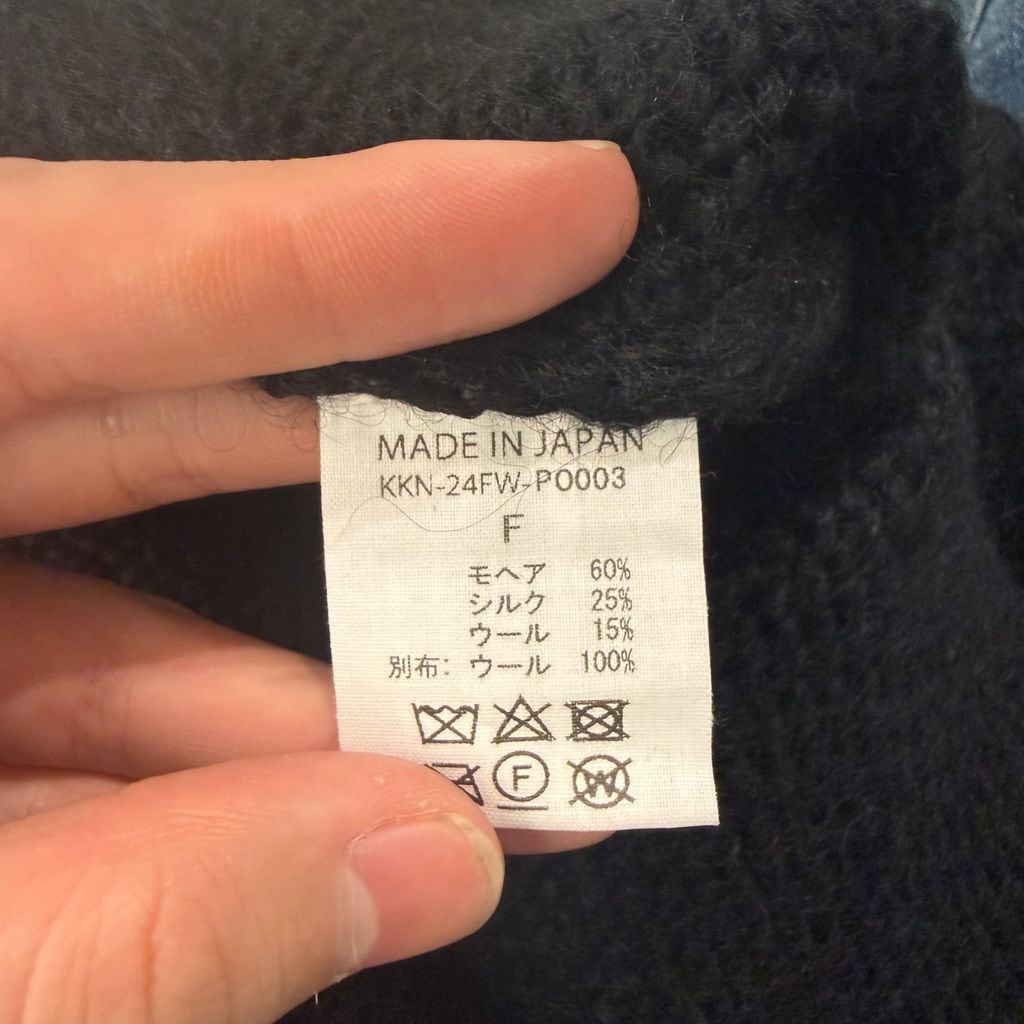 MADE IN JAPAN
KKN-24FW-P0003
F
モヘア 60%
シルク 25%
ウール 15%
別布: ウール 100%
F
W